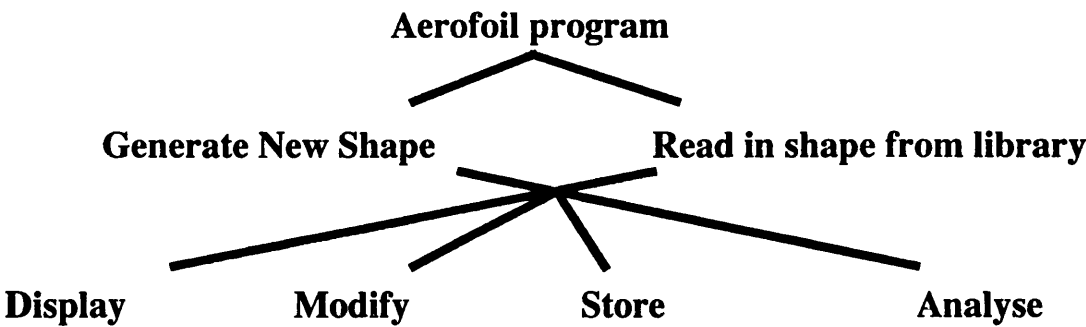 Aerofoil program
Generate New Shape Read in shape from library
Display Modify Store Analyse